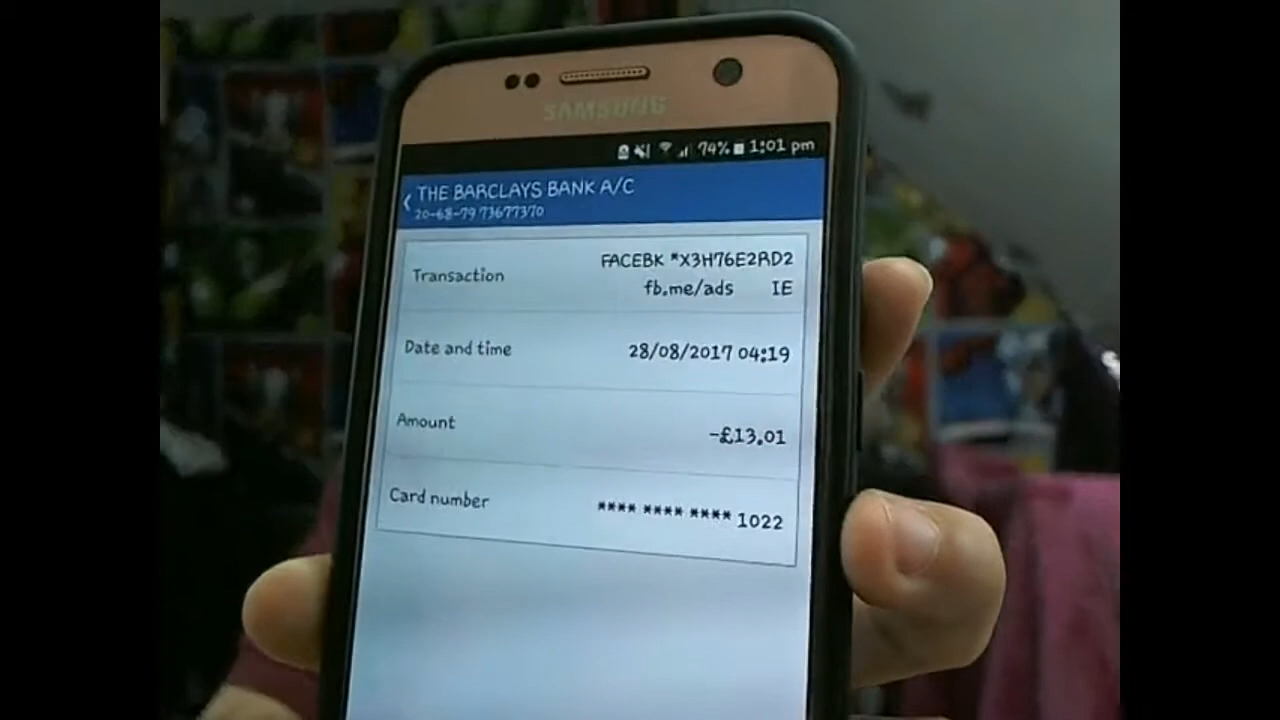 SAMSUNG
74% 1:01 pm
THE BARCLAYS BANK A/C
20-68-79 73677370
Transaction FACEBK *X3H76E2RD2
fb.me/ads IE
Date and time 28/08/2017 04:19
Amount -£13.01
Card number **** **** **** 1022